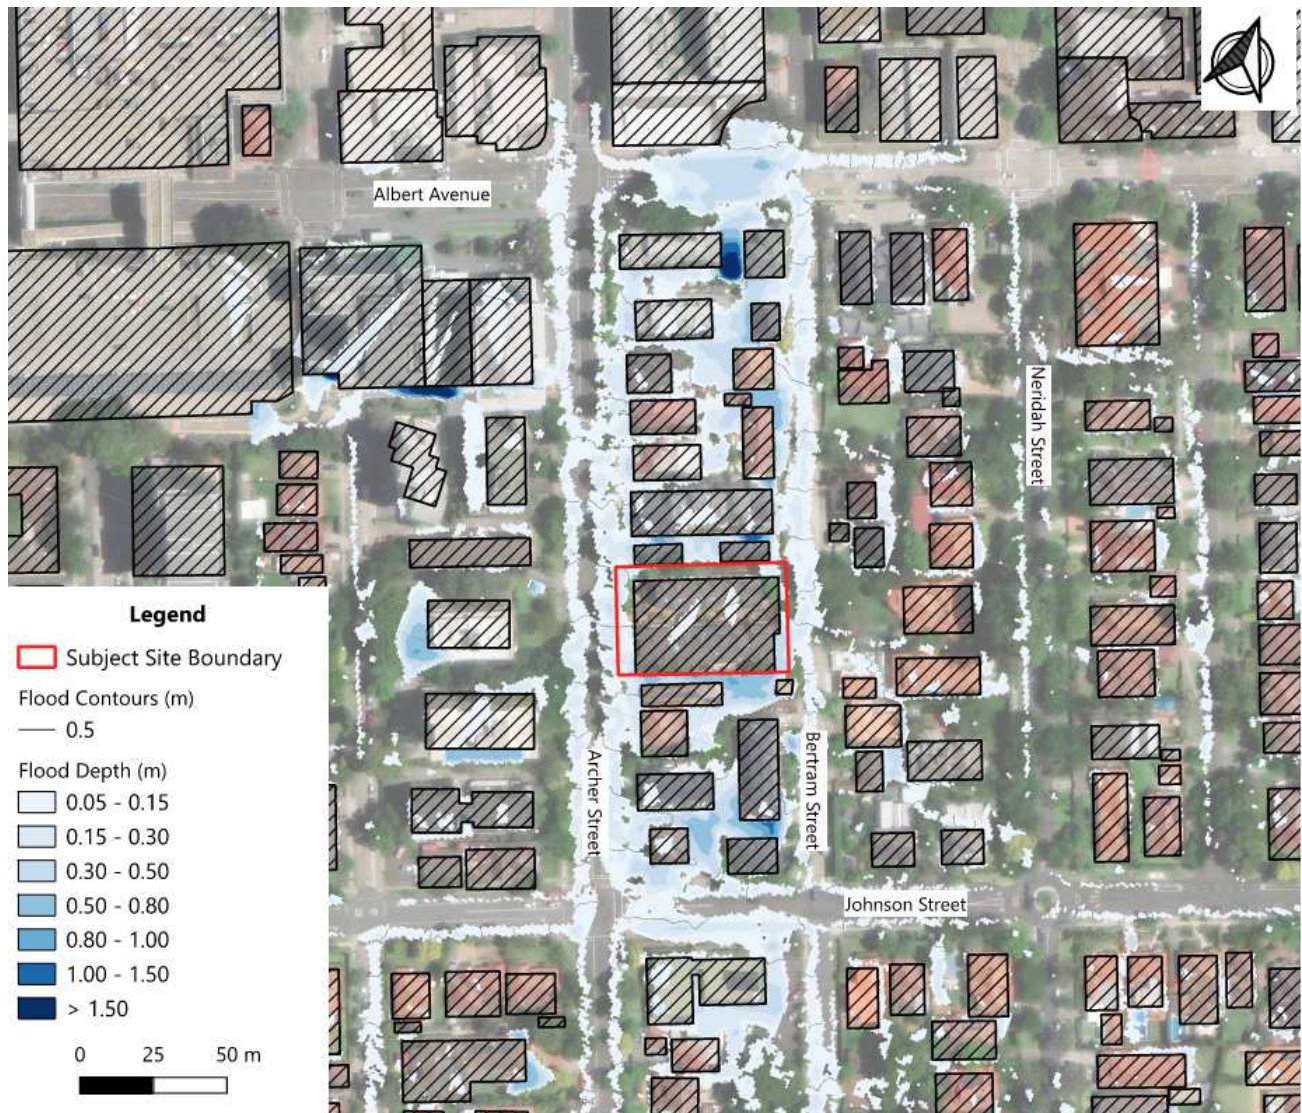 Albert Avenue
Neridah Street
Archer Street
Bertram Street
Johnson Street
Legend
Subject Site Boundary
Flood Contours (m)
0.5
Flood Depth (m)
0.05 - 0.15
0.15 - 0.30
0.30 - 0.50
0.50 - 0.80
0.80 - 1.00
1.00 - 1.50
> 1.50
0 25 50 m